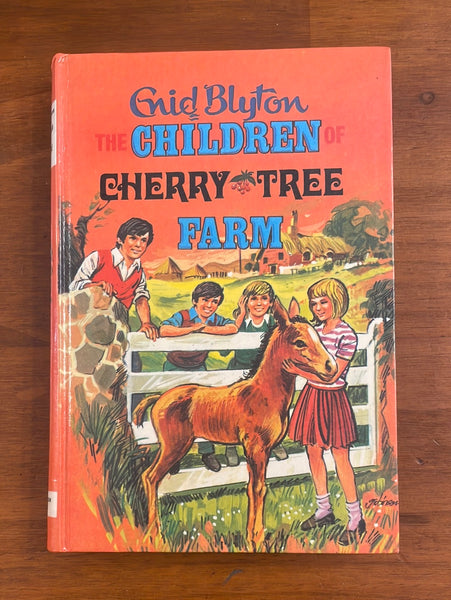 Enid Blyton
THE CHILDREN OF
CHERRY TREE
FARM